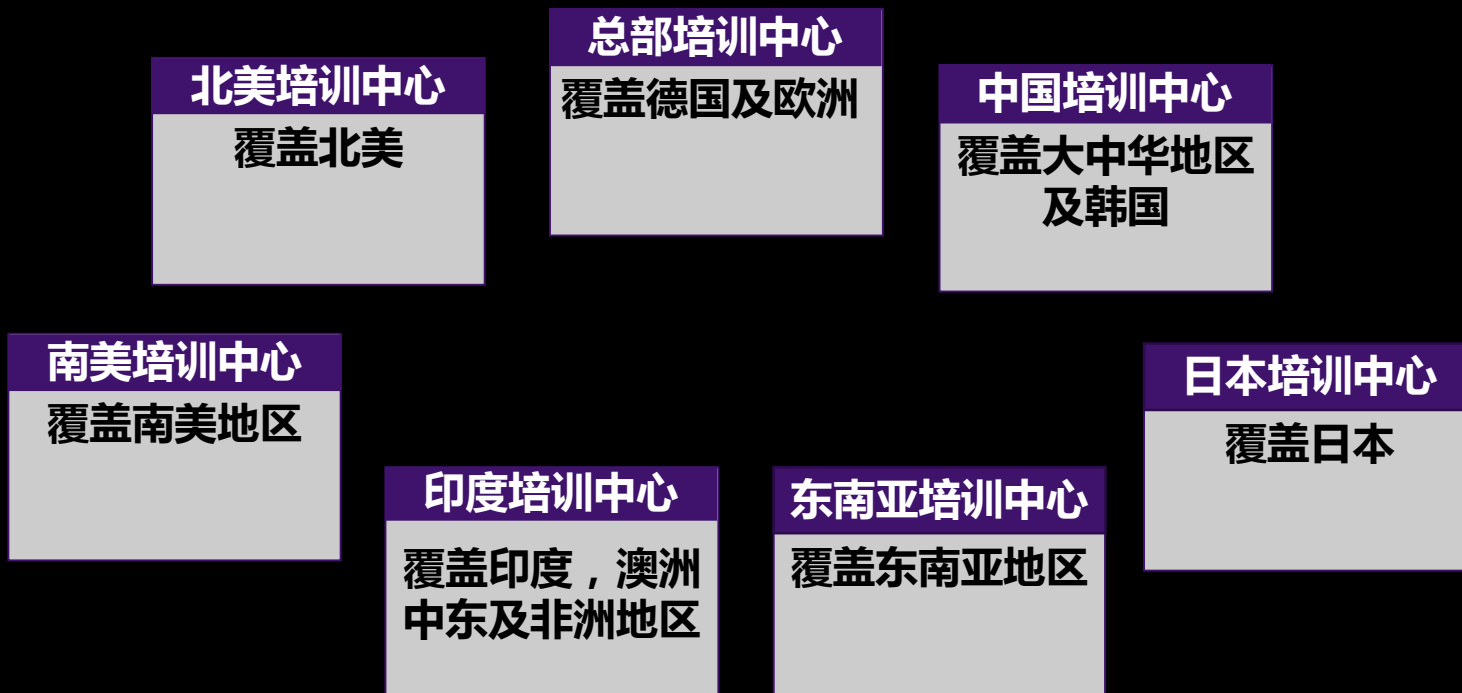 总部培训中心
覆盖德国及欧洲
北美培训中心
覆盖北美
中国培训中心
覆盖大中华地区
及韩国
南美培训中心
覆盖南美地区
日本培训中心
覆盖日本
印度培训中心
覆盖印度，澳洲
中东及非洲地区
东南亚培训中心
覆盖东南亚地区